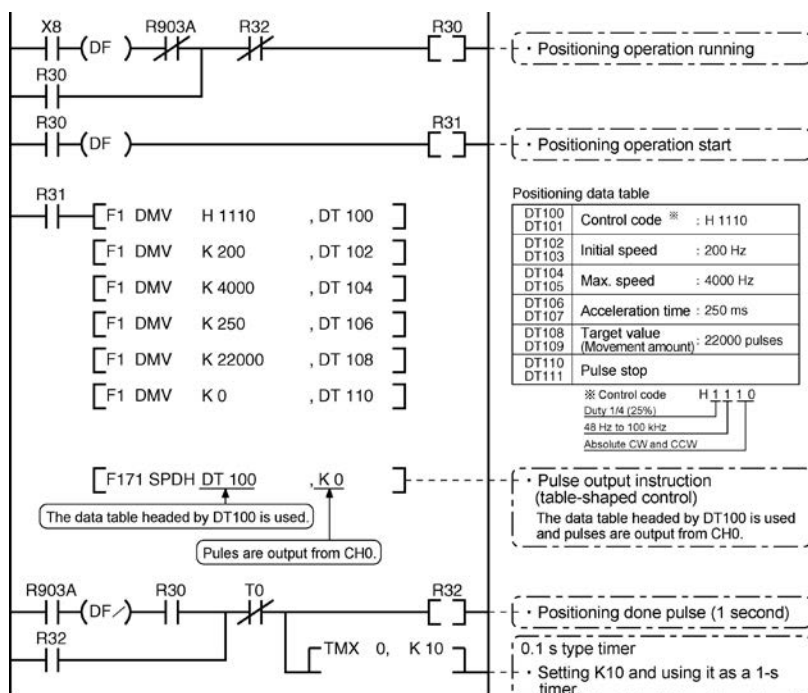 X8 R903A R32 R30
(DF )
· Positioning operation running
R30
R30 R31
(DF )
· Positioning operation start
R31
F1 DMV H 1110 , DT 100
F1 DMV K 200 , DT 102
F1 DMV K 4000 , DT 104
F1 DMV K 250 , DT 106
F1 DMV K 22000 , DT 108
F1 DMV K 0 , DT 110
Positioning data table
DT100
DT101
Control code ※ : H 1110
DT102
DT103
Initial speed : 200 Hz
DT104
DT105
Max. speed : 4000 Hz
DT106
DT107
Acceleration time : 250 ms
DT108
DT109
Target value
(Movement amount) : 22000 pulses
DT110
DT111
Pulse stop
※ Control code H 1 1 1 0
Duty 1/4 (25%)
48 Hz to 100 kHz
Absolute CW and CCW
F171 SPDH DT 100 , K 0
The data table headed by DT100 is used.
Pules are output from CH0.
· Pulse output instruction
(table-shaped control)
The data table headed by DT100 is used
and pulses are output from CH0.
R903A R30 T0 R32
(DF/)
· Positioning done pulse (1 second)
R32
TMX 0, K 10
0.1 s type timer
· Setting K10 and using it as a 1-s
timer